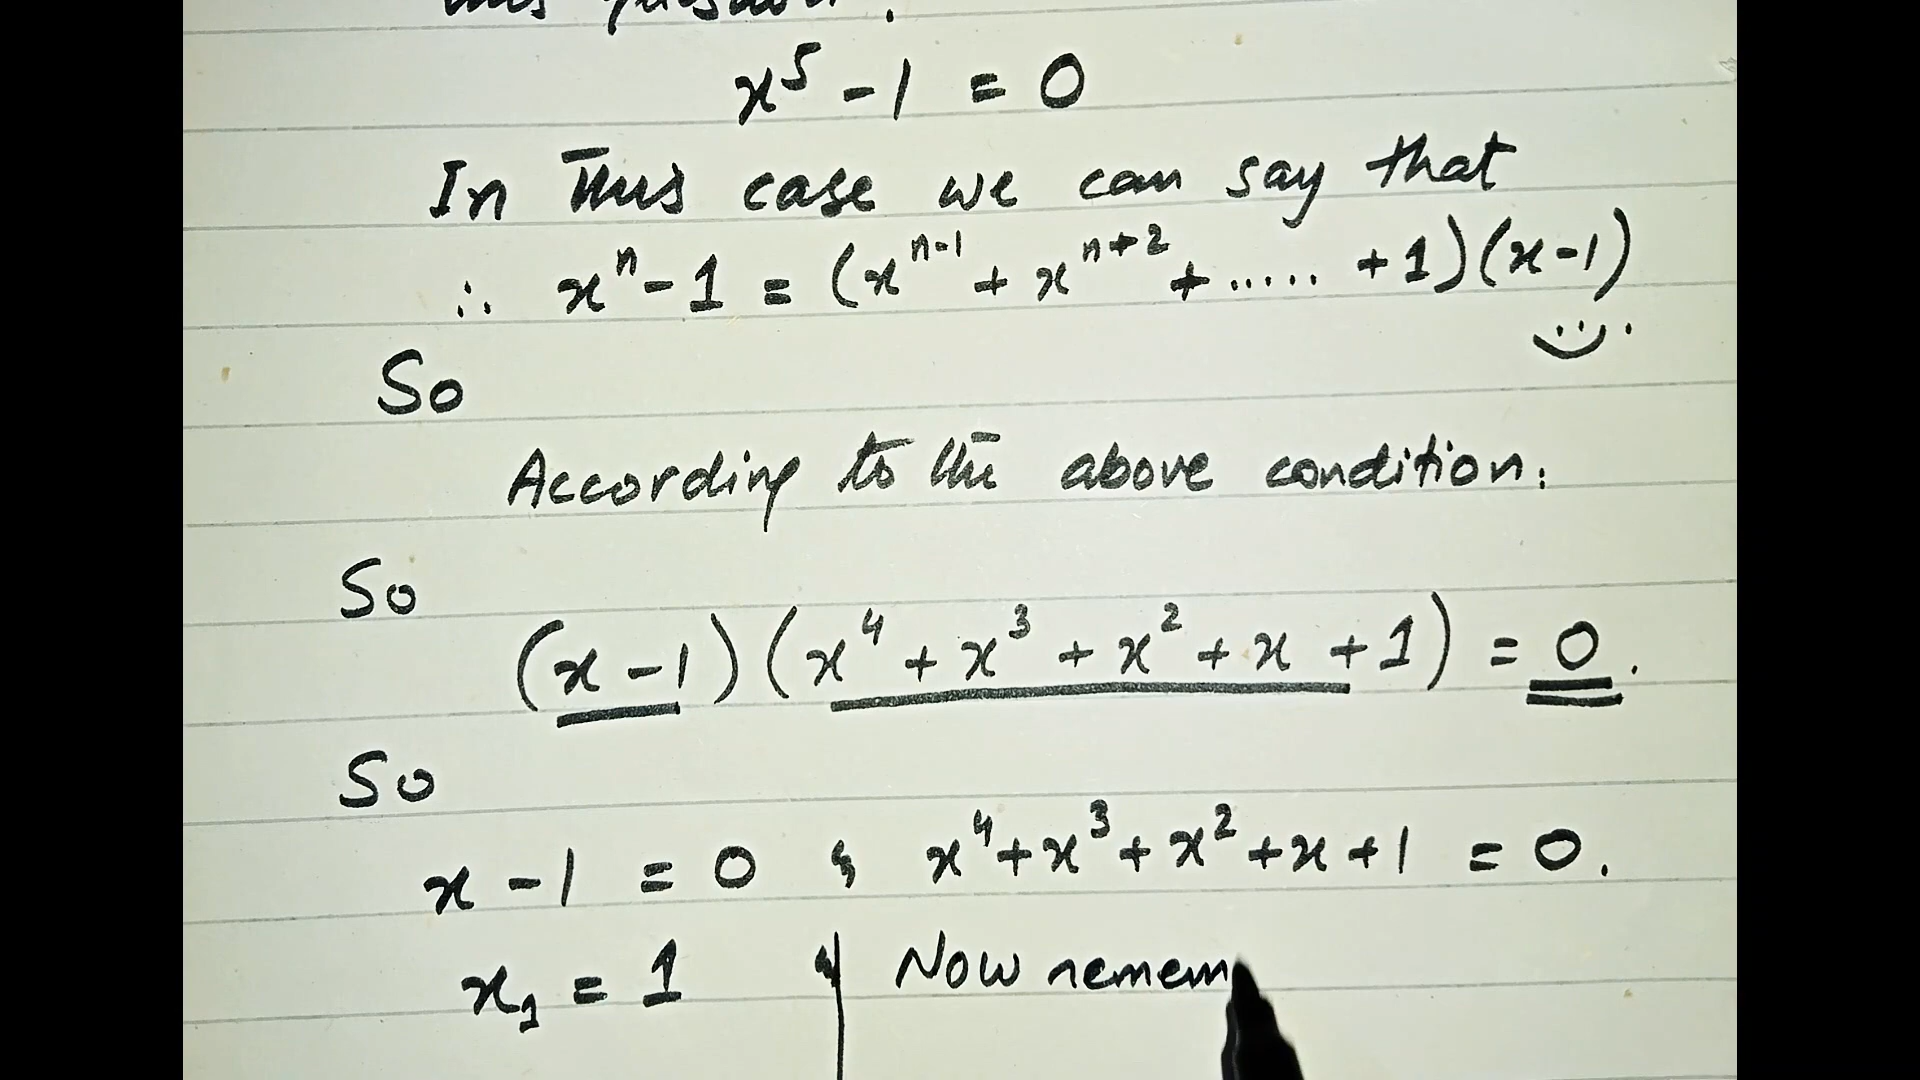 x⁵ - 1 = 0
In This case we can say that
∴ xⁿ - 1 = (xⁿ⁻¹ + xⁿ⁺² + ..... + 1)(x-1)
So
According to the above condition:
So
(x - 1)(x⁴ + x³ + x² + x + 1) = 0.
So
x - 1 = 0 & x⁴ + x³ + x² + x + 1 = 0.
x₁ = 1 & Now remem